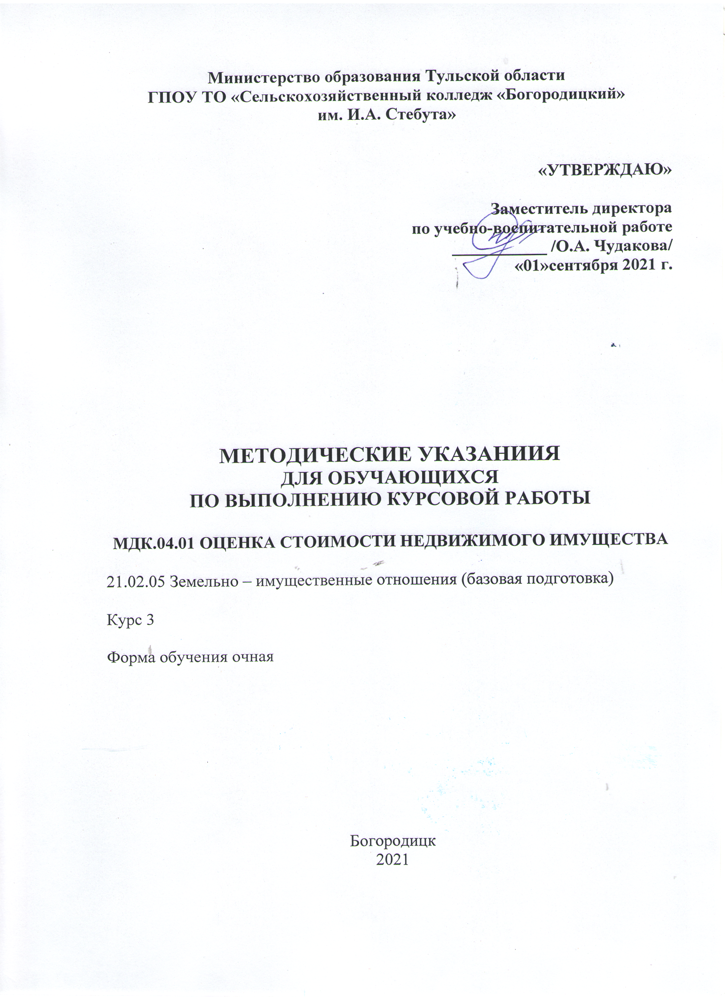 Министерство образования Тульской области
ГПОУ ТО «Сельскохозяйственный колледж «Богородицкий»
им. И.А. Стебута»
«УТВЕРЖДАЮ»
Заместитель директора
по учебно-воспитательной работе
____________ /О.А. Чудакова/
«01»сентября 2021 г.
МЕТОДИЧЕСКИЕ УКАЗАНИИЯ
ДЛЯ ОБУЧАЮЩИХСЯ
ПО ВЫПОЛНЕНИЮ КУРСОВОЙ РАБОТЫ
МДК.04.01 ОЦЕНКА СТОИМОСТИ НЕДВИЖИМОГО ИМУЩЕСТВА
21.02.05 Земельно – имущественные отношения (базовая подготовка)
Курс 3
Форма обучения очная
Богородицк
2021